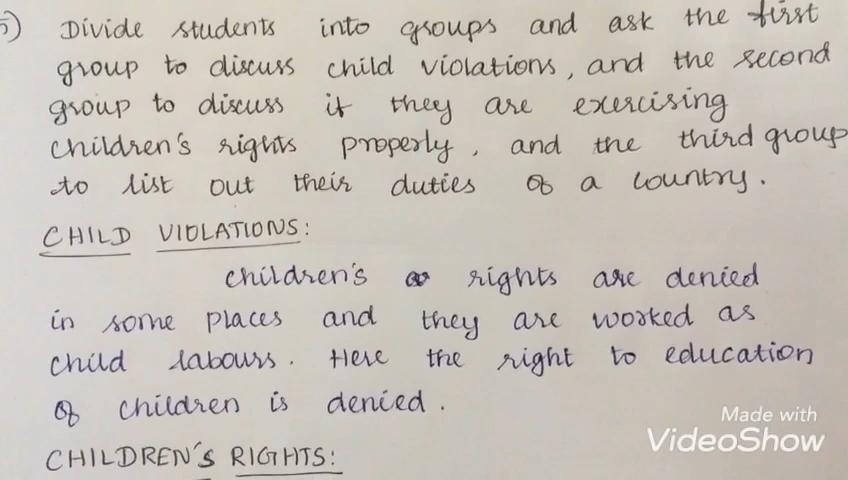 5) Divide students into groups and ask the first
group to discuss child violations, and the second
group to discuss if they are exercising
children's rights properly, and the third group
to list out their duties of a country.
CHILD VIOLATIONS:
children's rights are denied
in some places and they are worked as
child labours. Here the right to education
of children is denied.
CHILDREN'S RIGHTS:
Made with
VideoShow